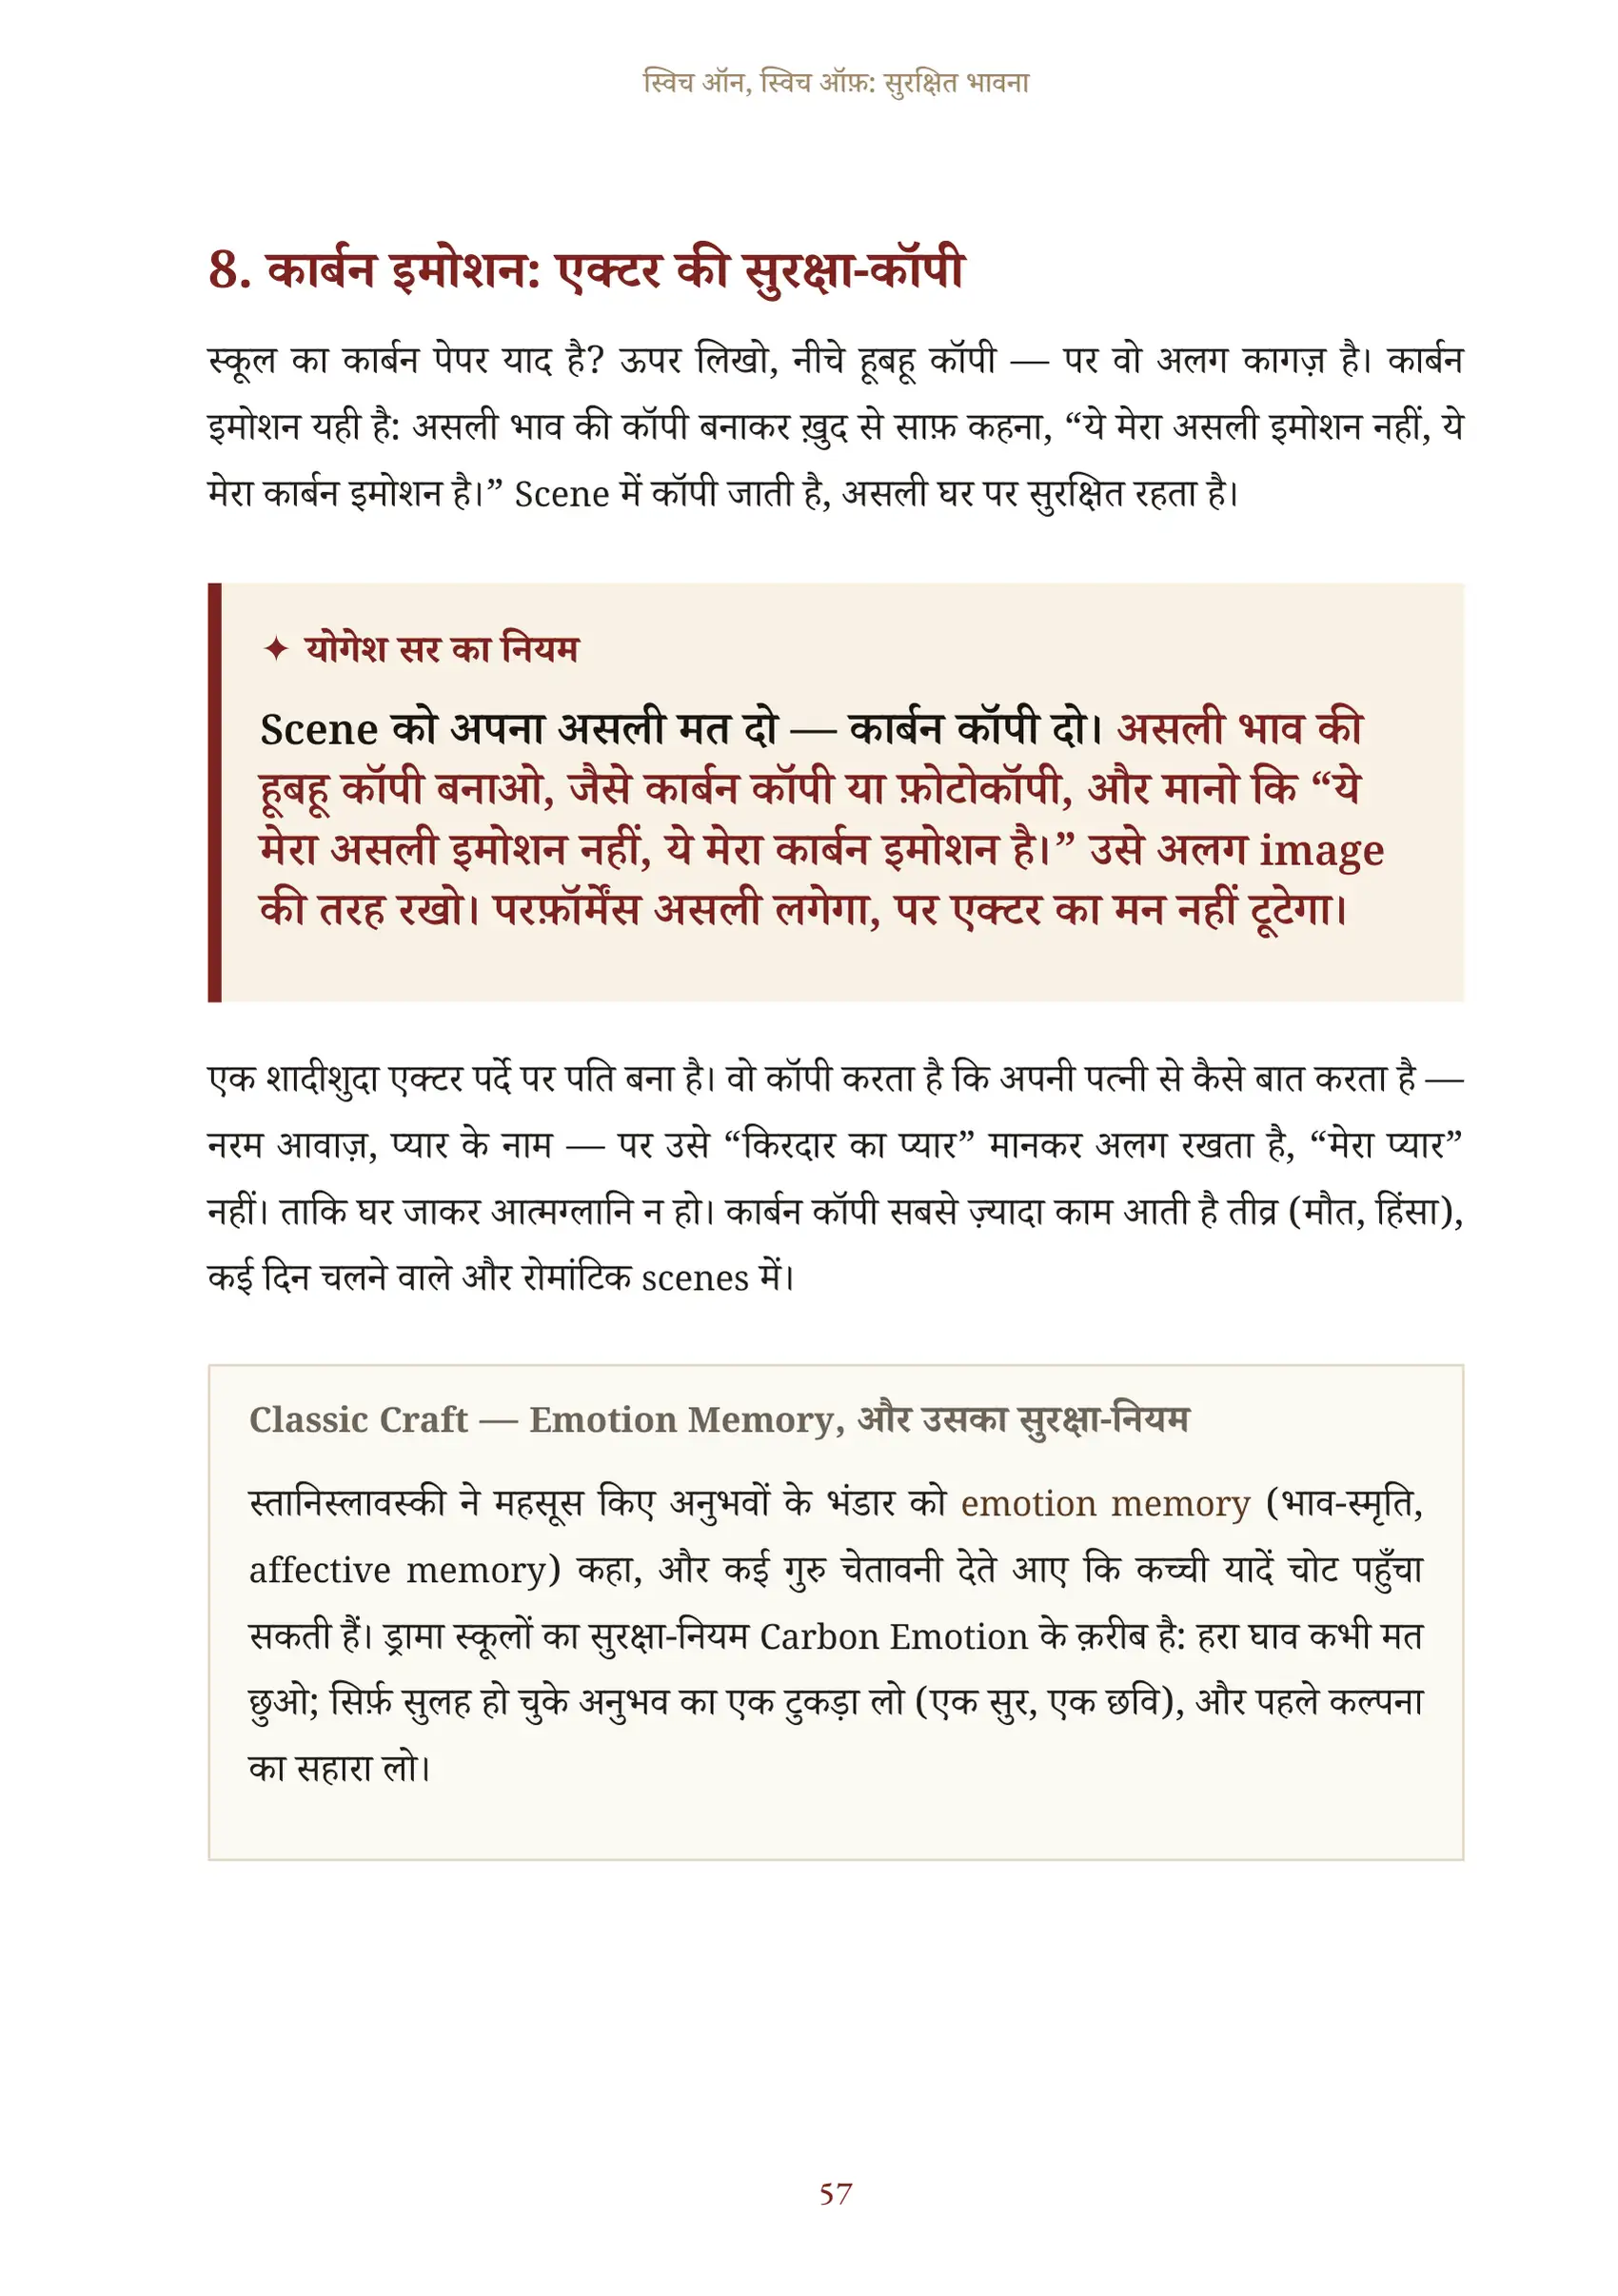 स्विच ऑन, स्विच ऑफ़: सुरक्षित भावना
8. कार्बन इमोशन: एक्टर की सुरक्षा-कॉपी
स्कूल का कार्बन पेपर याद है? ऊपर लिखो, नीचे हूबहू कॉपी — पर वो अलग कागज़ है। कार्बन
इमोशन यही है: असली भाव की कॉपी बनाकर ख़ुद से साफ़ कहना, “ये मेरा असली इमोशन नहीं, ये
मेरा कार्बन इमोशन है।” Scene में कॉपी जाती है, असली घर पर सुरक्षित रहता है।
✦ योगेश सर का नियम
Scene को अपना असली मत दो — कार्बन कॉपी दो। असली भाव की
हूबहू कॉपी बनाओ, जैसे कार्बन कॉपी या फ़ोटोकॉपी, और मानो कि “ये
मेरा असली इमोशन नहीं, ये मेरा कार्बन इमोशन है।” उसे अलग image
की तरह रखो। परफ़ॉर्मेंस असली लगेगा, पर एक्टर का मन नहीं टूटेगा।
एक शादीशुदा एक्टर पर्दे पर पति बना है। वो कॉपी करता है कि अपनी पत्नी से कैसे बात करता है —
नरम आवाज़, प्यार के नाम — पर उसे “किरदार का प्यार” मानकर अलग रखता है, “मेरा प्यार”
नहीं। ताकि घर जाकर आत्मग्लानि न हो। कार्बन कॉपी सबसे ज़्यादा काम आती है तीव्र (मौत, हिंसा),
कई दिन चलने वाले और रोमांटिक scenes में।
Classic Craft — Emotion Memory, और उसका सुरक्षा-नियम
स्तानिस्लावस्की ने महसूस किए अनुभवों के भंडार को emotion memory (भाव-स्मृति,
affective memory) कहा, और कई गुरु चेतावनी देते आए कि कच्ची यादें चोट पहुँचा
सकती हैं। ड्रामा स्कूलों का सुरक्षा-नियम Carbon Emotion के क़रीब है: हरा घाव कभी मत
छुओ; सिर्फ़ सुलह हो चुके अनुभव का एक टुकड़ा लो (एक सुर, एक छवि), और पहले कल्पना
का सहारा लो।
57